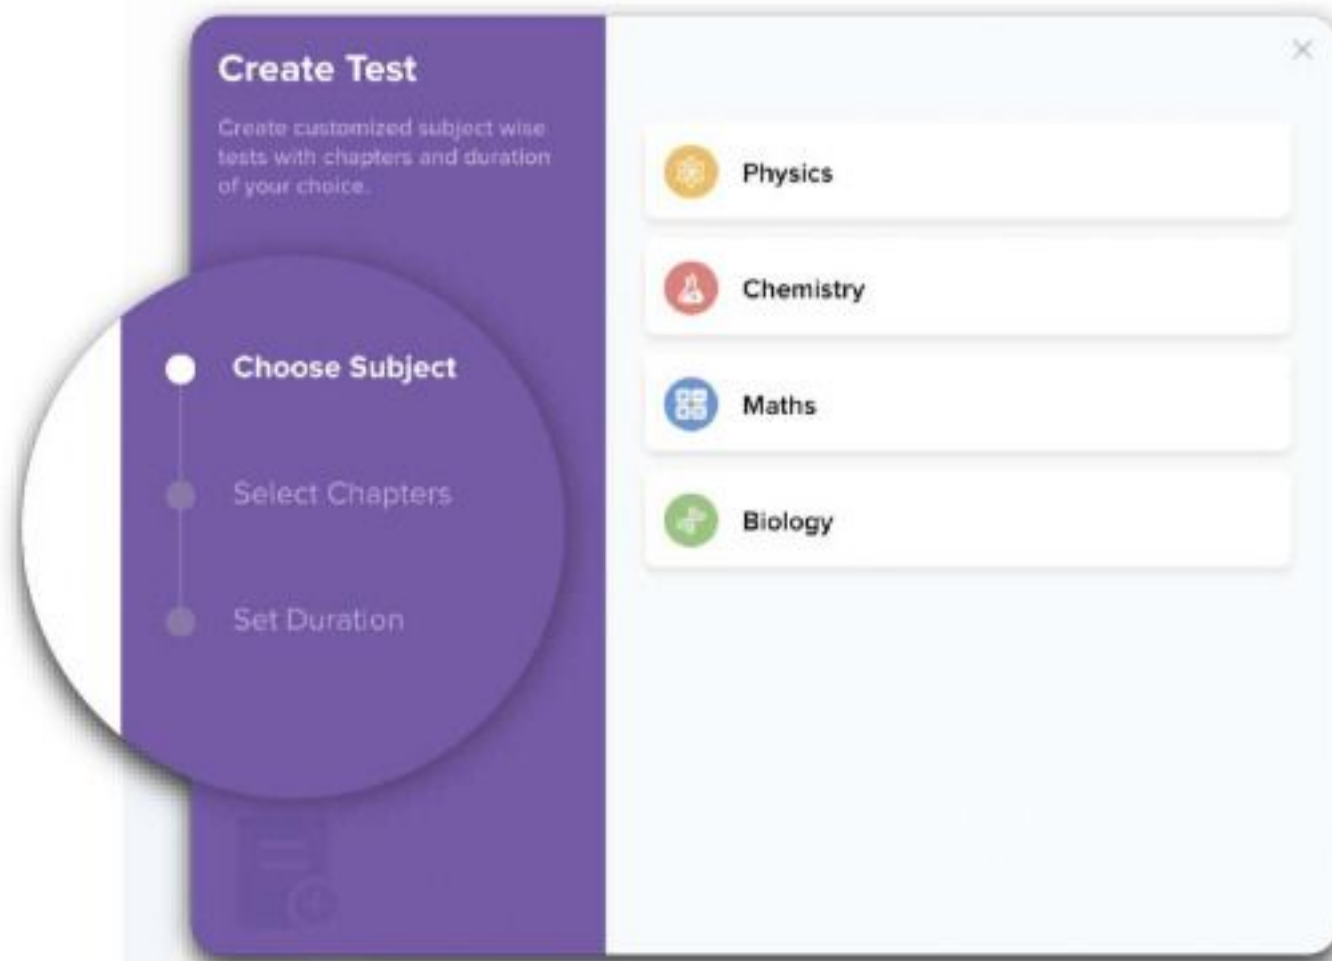 Create Test
Create customized subject wise
tests with chapters and duration
of your choice.
Choose Subject
Select Chapters
Set Duration
Physics
Chemistry
Maths
Biology